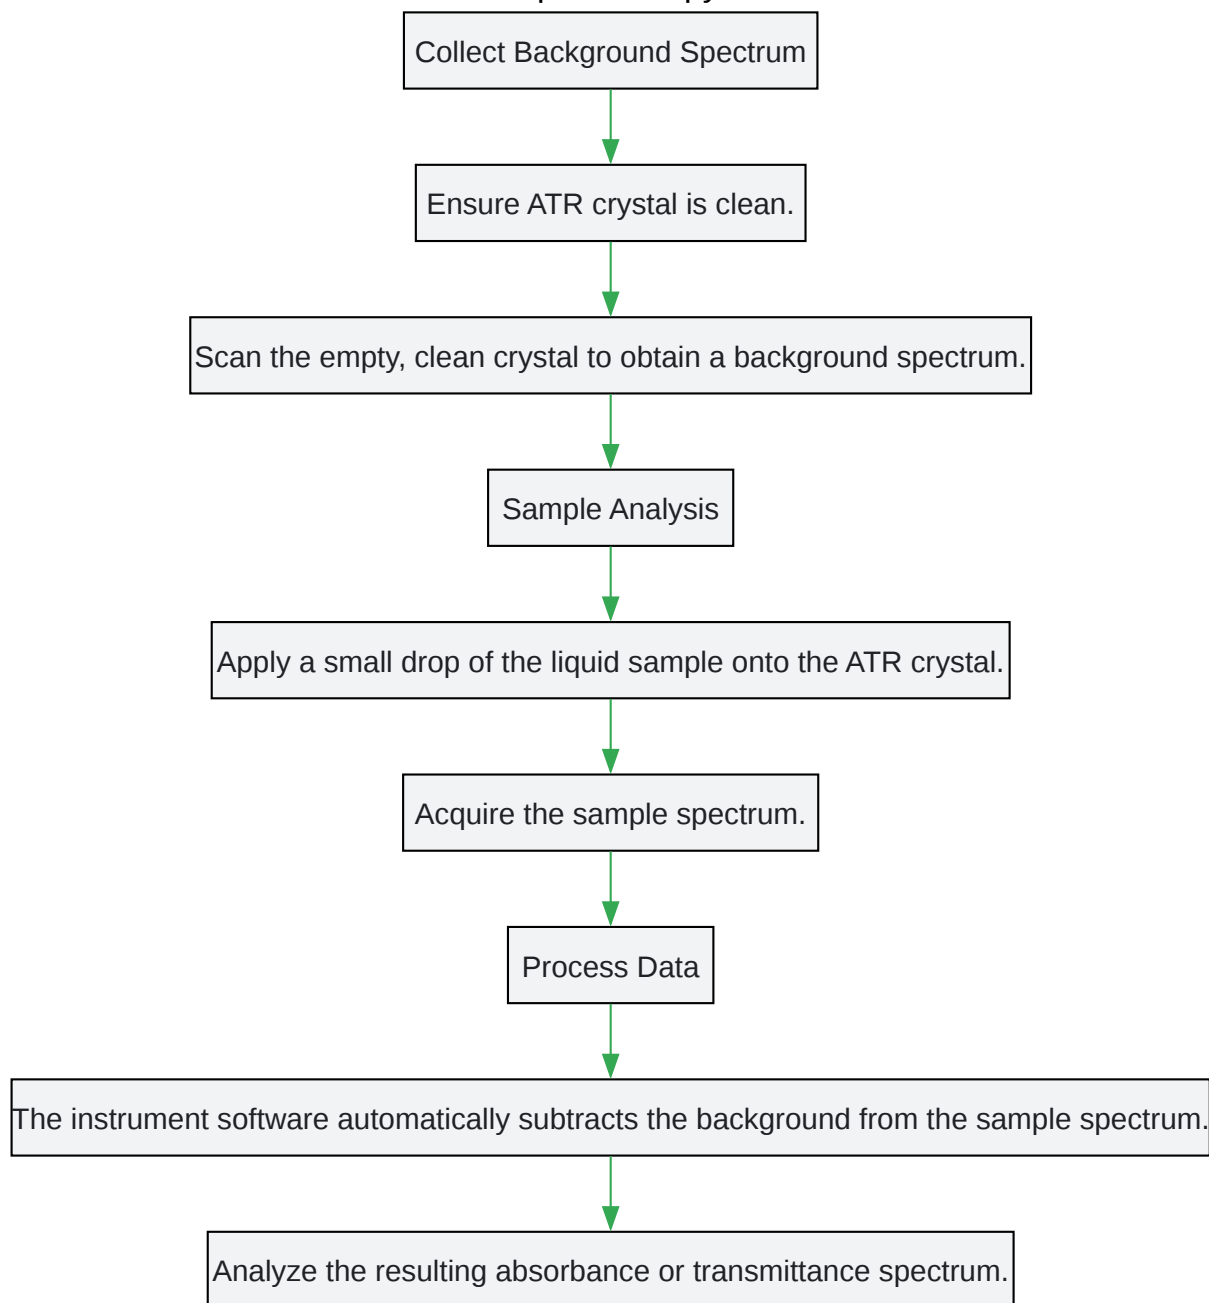 Collect Background Spectrum
Ensure ATR crystal is clean.
Scan the empty, clean crystal to obtain a background spectrum.
Sample Analysis
Apply a small drop of the liquid sample onto the ATR crystal.
Acquire the sample spectrum.
Process Data
The instrument software automatically subtracts the background from the sample spectrum.
Analyze the resulting absorbance or transmittance spectrum.